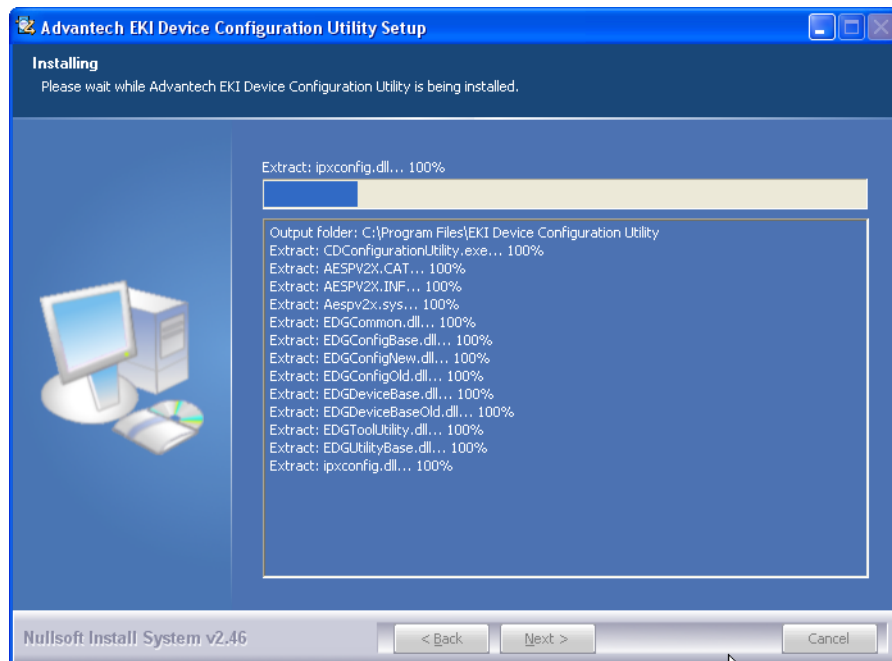 Advantech EKI Device Configuration Utility Setup
Installing
Please wait while Advantech EKI Device Configuration Utility is being installed.
Extract: ipxconfig.dll... 100%
Output folder: C:\Program Files\EKI Device Configuration Utility
Extract: CDConfigurationUtility.exe... 100%
Extract: AESPV2X.CAT... 100%
Extract: AESPV2X.INF... 100%
Extract: Aespv2x.sys... 100%
Extract: EDGCommon.dll... 100%
Extract: EDGConfigBase.dll... 100%
Extract: EDGConfigNew.dll... 100%
Extract: EDGConfigOld.dll... 100%
Extract: EDGDeviceBase.dll... 100%
Extract: EDGDeviceBaseOld.dll... 100%
Extract: EDGToolUtility.dll... 100%
Extract: EDGUtilityBase.dll... 100%
Extract: ipxconfig.dll... 100%
Nullsoft Install System v2.46
< Back
Next >
Cancel